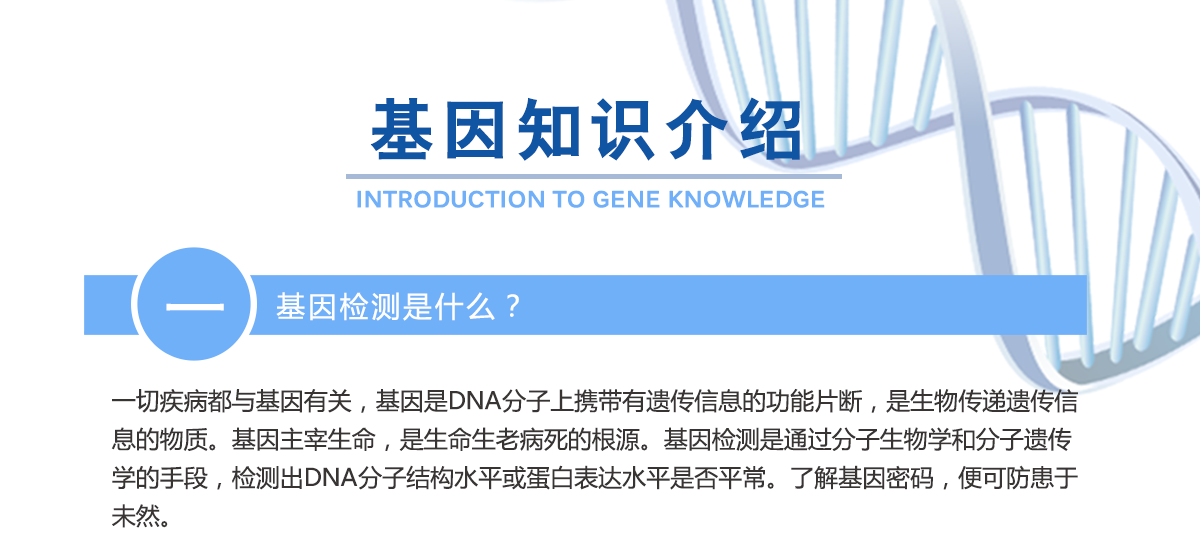 基因知识介绍
INTRODUCTION TO GENE KNOWLEDGE
一 基因检测是什么？
一切疾病都与基因有关，基因是DNA分子上携带有遗传信息的功能片断，是生物传递遗传信
息的物质。基因主宰生命，是生命生老病死的根源。基因检测是通过分子生物学和分子遗传
学的手段，检测出DNA分子结构水平或蛋白表达水平是否平常。了解基因密码，便可防患于
未然。